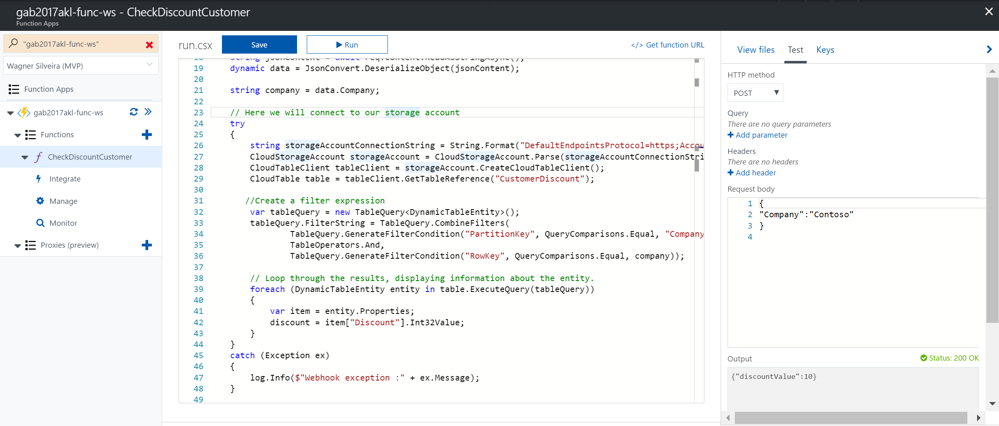 gab2017akl-func-ws - CheckDiscountCustomer
Function Apps
"gab2017akl-func-ws"
Wagner Silveira (MVP)
Function Apps
gab2017akl-func-ws
Functions
CheckDiscountCustomer
Integrate
Manage
Monitor
Proxies (preview)
run.csx
Save
Run
</> Get function URL
18 string jsonContent = await req.Content.ReadAsStringAsync();
19 dynamic data = JsonConvert.DeserializeObject(jsonContent);
20
21 string company = data.Company;
22
23 // Here we will connect to our storage account
24 try
25 {
26 string storageAccountConnectionString = String.Format("DefaultEndpointsProtocol=https;Accou
27 CloudStorageAccount storageAccount = CloudStorageAccount.Parse(storageAccountConnectionStri
28 CloudTableClient tableClient = storageAccount.CreateCloudTableClient();
29 CloudTable table = tableClient.GetTableReference("CustomerDiscount");
30
31 //Create a filter expression
32 var tableQuery = new TableQuery<DynamicTableEntity>();
33 tableQuery.FilterString = TableQuery.CombineFilters(
34 TableQuery.GenerateFilterCondition("PartitionKey", QueryComparisons.Equal, "Company
35 TableOperators.And,
36 TableQuery.GenerateFilterCondition("RowKey", QueryComparisons.Equal, company));
37
38 // Loop through the results, displaying information about the entity.
39 foreach (DynamicTableEntity entity in table.ExecuteQuery(tableQuery))
40 {
41 var item = entity.Properties;
42 discount = item["Discount"].Int32Value;
43 }
44 }
45 catch (Exception ex)
46 {
47 log.Info($"Webhook exception :" + ex.Message);
48 }
49
View files
Test
Keys
HTTP method
POST
Query
There are no query parameters
Add parameter
Headers
There are no headers
Add header
Request body
1 {
2 "Company":"Contoso"
3 }
4
Output
Status: 200 OK
{"discountValue":10}